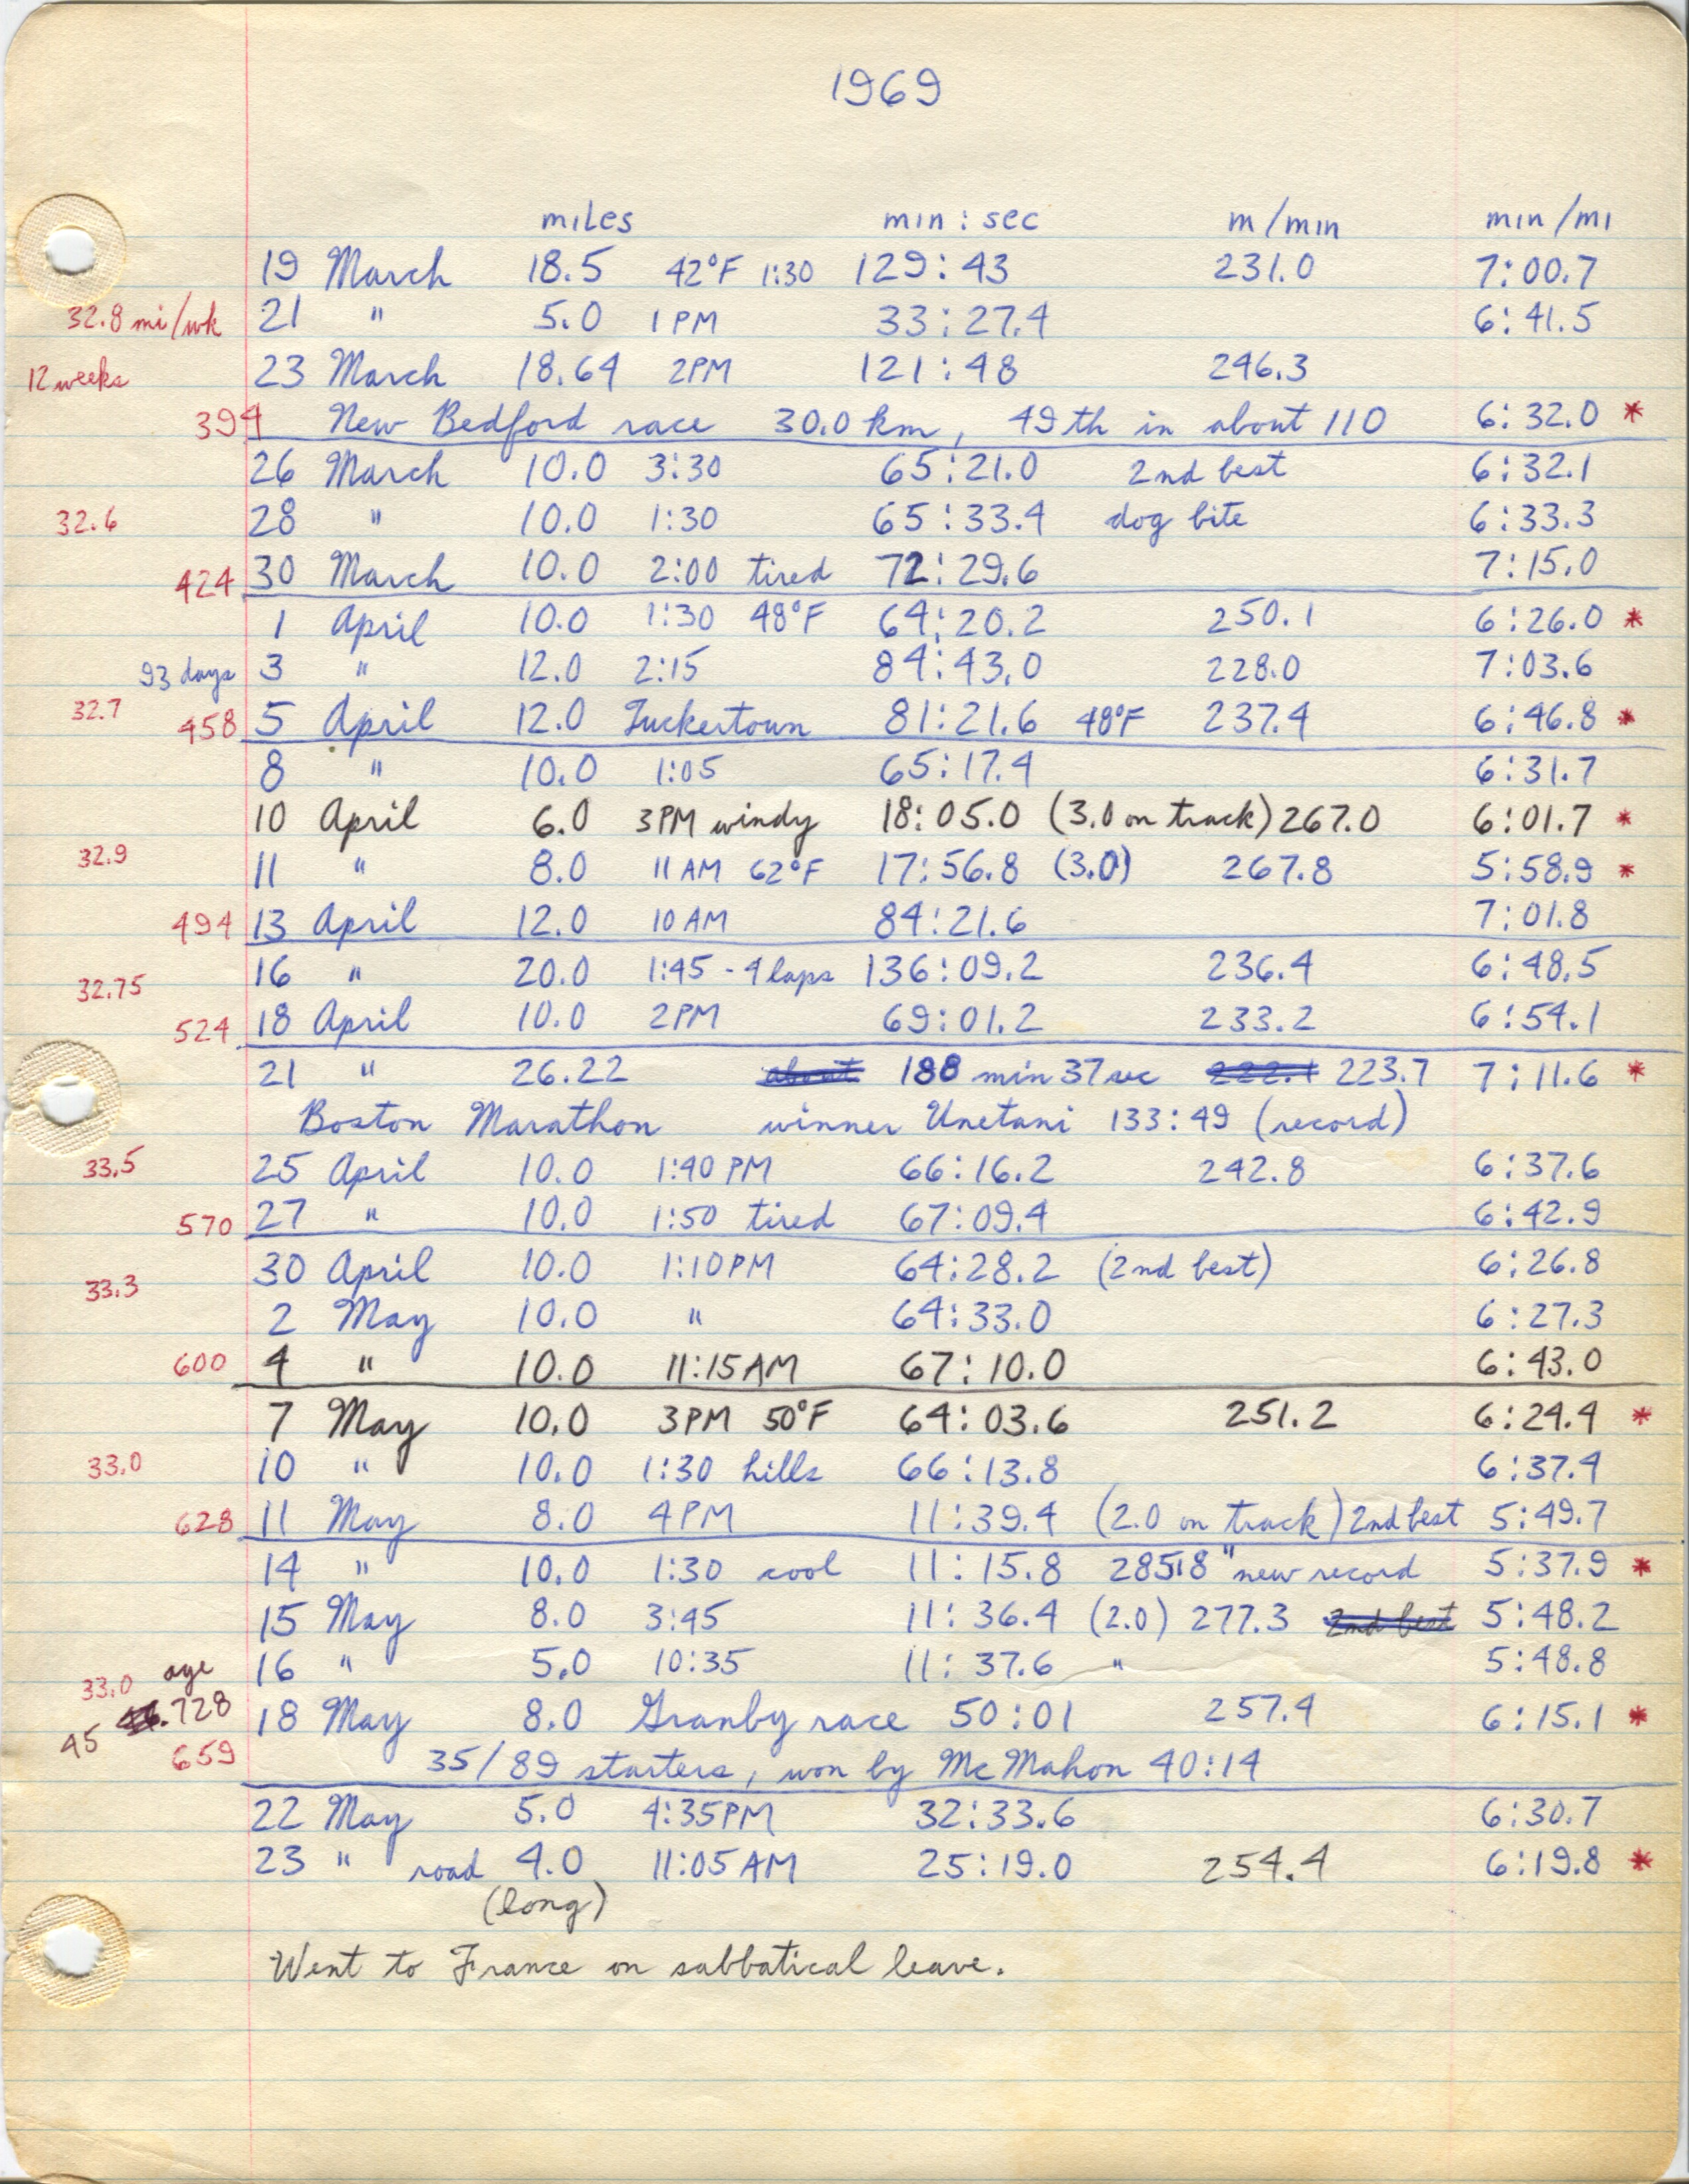 1969
miles min : sec m/min min/mi
19 March 18.5 42°F 1:30 129:43 231.0 7:00.7
32.8 mi/wk 21 " 5.0 1 PM 33:27.4 6:41.5
12 weeks 23 March 18.64 2PM 121:48 246.3
394 New Bedford race 30.0 km, 49th in about 110 6:32.0 *
26 March 10.0 3:30 65:21.0 2nd best 6:32.1
32.6 28 " 10.0 1:30 65:33.4 dog bite 6:33.3
424 30 March 10.0 2:00 tired 72:29.6 7:15.0
1 April 10.0 1:30 48°F 64:20.2 250.1 6:26.0 *
93 days 3 " 12.0 2:15 84:43.0 228.0 7:03.6
32.7 458 5 April 12.0 Tuckertown 81:21.6 48°F 237.4 6:46.8 *
8 " 10.0 1:05 65:17.4 6:31.7
10 April 6.0 3PM windy 18:05.0 (3.0 on track) 267.0 6:01.7 *
32.9 11 " 8.0 11 AM 62°F 17:56.8 (3.0) 267.8 5:58.9 *
494 13 April 12.0 10 AM 84:21.6 7:01.8
32.75 16 " 20.0 1:45 - 4 laps 136:09.2 236.4 6:48.5
524 18 April 10.0 2PM 69:01.2 233.2 6:54.1
21 " 26.22 about 188 min 37 sec 222.1 223.7 7:11.6 *
Boston Marathon winner Unetani 133:49 (record)
33.5 25 April 10.0 1:40 PM 66:16.2 242.8 6:37.6
570 27 " 10.0 1:50 tired 67:09.4 6:42.9
33.3 30 April 10.0 1:10PM 64:28.2 (2nd best) 6:26.8
2 May 10.0 " 64:33.0 6:27.3
600 4 " 10.0 11:15AM 67:10.0 6:43.0
7 May 10.0 3PM 50°F 64:03.6 251.2 6:24.4 *
33.0 10 " 10.0 1:30 hills 66:13.8 6:37.4
628 11 May 8.0 4PM 11:39.4 (2.0 on track) 2nd best 5:49.7
14 " 10.0 1:30 cool 11:15.8 285.8 " new record 5:37.9 *
15 May 8.0 3:45 11:36.4 (2.0) 277.3 2nd best 5:48.2
33.0 age 16 " 5.0 10:35 11:37.6 " 5:48.8
45 .728 18 May 8.0 Granby race 50:01 257.4 6:15.1 *
659 35/89 starters, won by McMahon 40:14
22 May 5.0 4:35PM 32:33.6 6:30.7
23 " road 4.0 11:05 AM 25:19.0 254.4 6:19.8 *
(long)
Went to France on sabbatical leave.